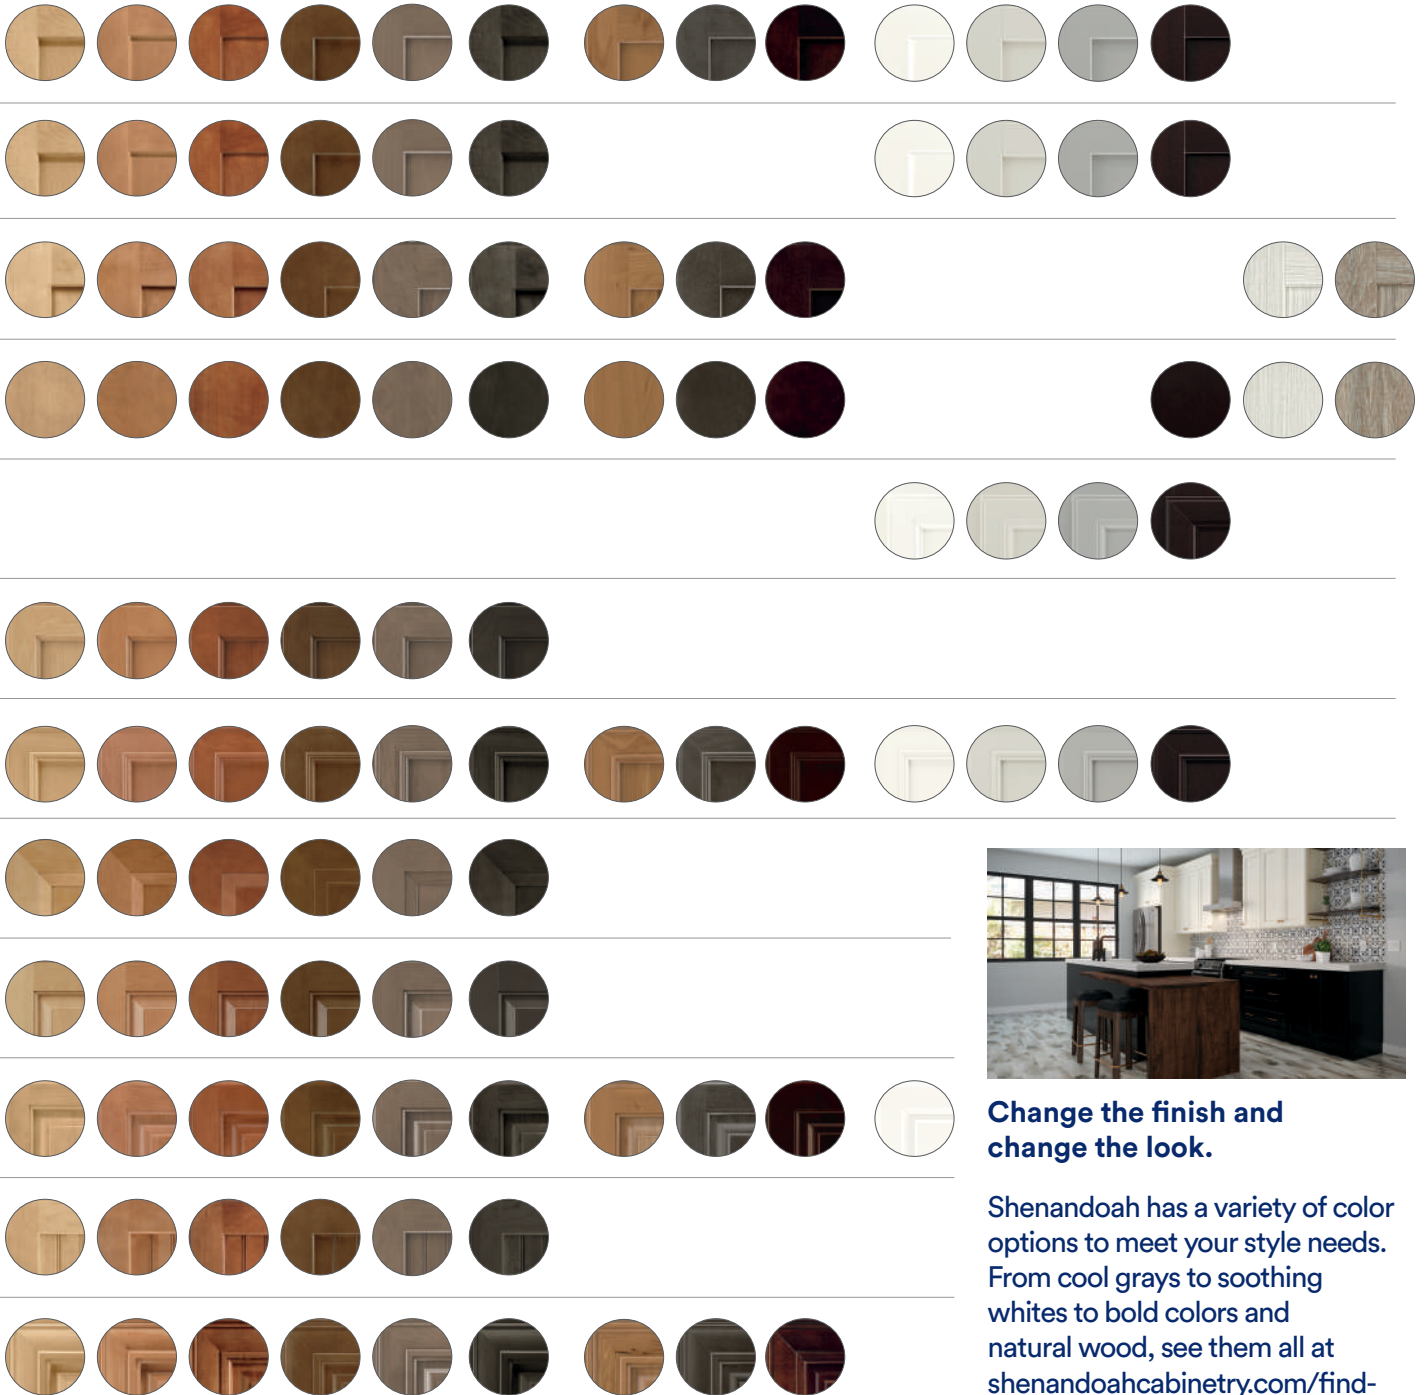 Change the finish and
change the look.
Shenandoah has a variety of color
options to meet your style needs.
From cool grays to soothing
whites to bold colors and
natural wood, see them all at
shenandoahcabinetry.com/find-